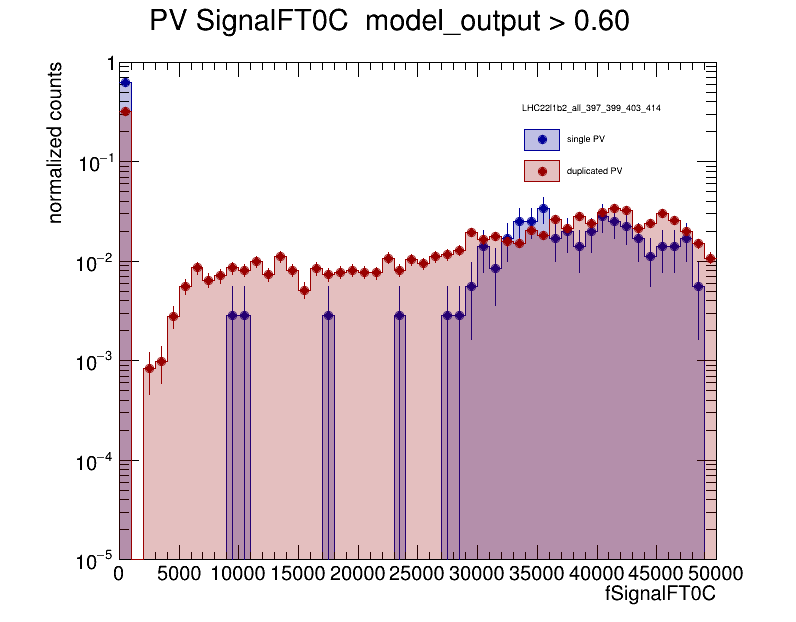 PV SignalFT0C model_output > 0.60
normalized counts
LHC22l1b2_all_397_399_403_414
single PV
duplicated PV
1
10−1
10−2
10−3
10−4
10−5
0 5000 10000 15000 20000 25000 30000 35000 40000 45000 50000
fSignalFT0C